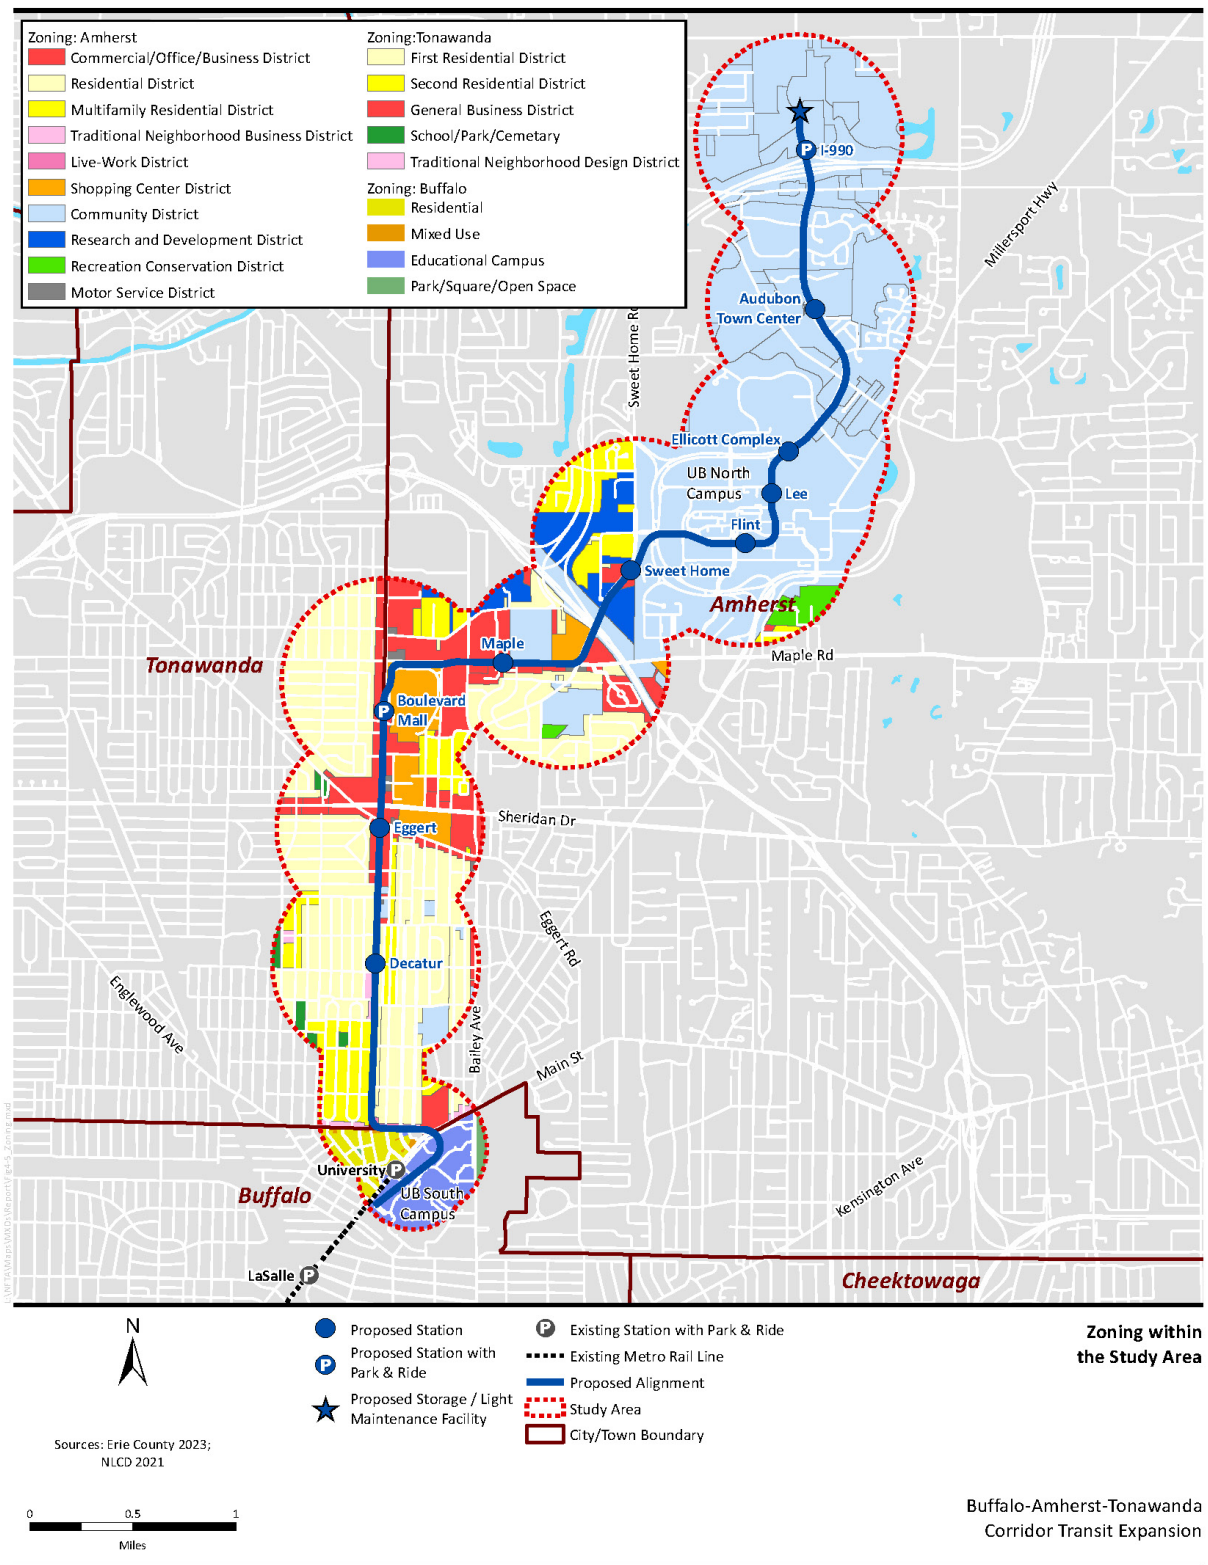 Zoning: Amherst
Commercial/Office/Business District
Residential District
Multifamily Residential District
Traditional Neighborhood Business District
Live-Work District
Shopping Center District
Community District
Research and Development District
Recreation Conservation District
Motor Service District
Zoning:Tonawanda
First Residential District
Second Residential District
General Business District
School/Park/Cemetary
Traditional Neighborhood Design District
Zoning: Buffalo
Residential
Mixed Use
Educational Campus
Park/Square/Open Space
P I-990
Millersport Hwy
Audubon
Town Center
Sweet Home Rd
Ellicott Complex
UB North
Campus
Lee
Flint
Sweet Home
Amherst
Maple Rd
Maple
Tonawanda
P Boulevard
Mall
Sheridan Dr
Eggert
Eggert Rd
Decatur
Englewood Ave
Bailey Ave
Main St
University P
UB South
Campus
Buffalo
Kensington Ave
LaSalle P
Cheektowaga
N
Proposed Station
P Proposed Station with
Park & Ride
Proposed Storage / Light
Maintenance Facility
P Existing Station with Park & Ride
Existing Metro Rail Line
Proposed Alignment
Study Area
City/Town Boundary
Zoning within
the Study Area
Sources: Erie County 2023;
NLCD 2021
0 0.5 1
Miles
Buffalo-Amherst-Tonawanda
Corridor Transit Expansion